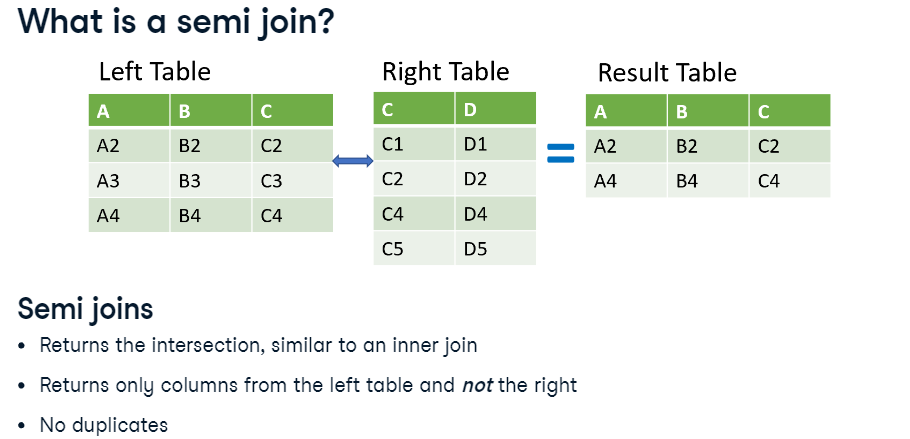 What is a semi join?
Left Table Right Table Result Table
A B C C D A B C
A2 B2 C2 C1 D1 A2 B2 C2
A3 B3 C3 C2 D2 A4 B4 C4
A4 B4 C4 C4 D4
C5 D5
=
Semi joins
• Returns the intersection, similar to an inner join
• Returns only columns from the left table and not the right
• No duplicates